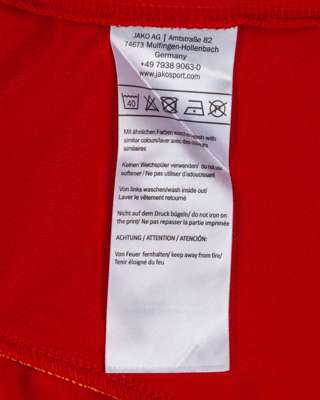 JAKO AG | Amtstraße 82
74673 Mulfingen-Hollenbach
Germany
+49 7938 9063-0
www.jakosport.com
40
Mit ähnlichen Farben waschen/wash with
similar colours/laver avec des couleurs
similaires
Keinen Weichspüler verwenden/ do not use
softener / Ne pas utiliser d'adoucissant
Von links waschen/wash inside out/
Laver le vêtement retourné
Nicht auf dem Druck bügeln/ do not iron on
the print/ Ne pas repasser la partie imprimée
ACHTUNG / ATTENTION / ATENCIÓN:
Von Feuer fernhalten/ keep away from fire/
Tenir éloigné du feu